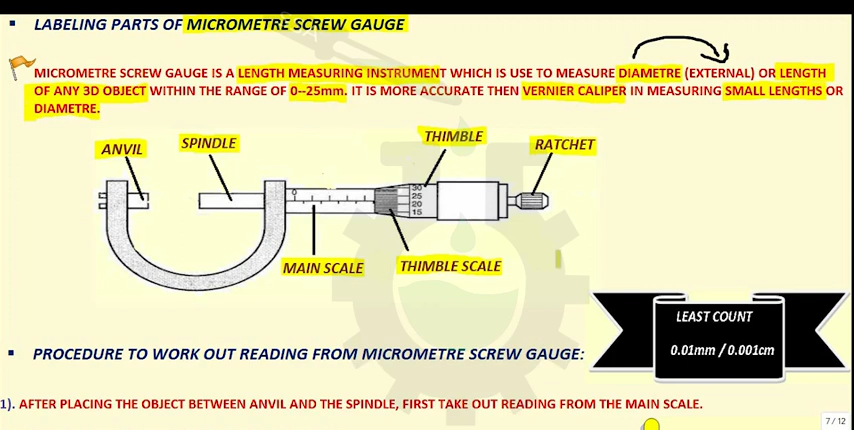 ▪ LABELING PARTS OF MICROMETRE SCREW GAUGE
MICROMETRE SCREW GAUGE IS A LENGTH MEASURING INSTRUMENT WHICH IS USE TO MEASURE DIAMETRE (EXTERNAL) OR LENGTH
OF ANY 3D OBJECT WITHIN THE RANGE OF 0--25mm. IT IS MORE ACCURATE THEN VERNIER CALIPER IN MEASURING SMALL LENGTHS OR
DIAMETRE.
ANVIL
SPINDLE
THIMBLE
RATCHET
0
30
25
20
15
MAIN SCALE
THIMBLE SCALE
LEAST COUNT
0.01mm / 0.001cm
▪ PROCEDURE TO WORK OUT READING FROM MICROMETRE SCREW GAUGE:
1). AFTER PLACING THE OBJECT BETWEEN ANVIL AND THE SPINDLE, FIRST TAKE OUT READING FROM THE MAIN SCALE.
7 / 12